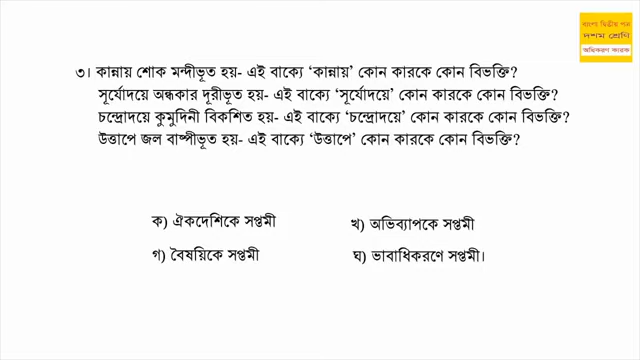 বাংলা দ্বিতীয় পত্র
দশম শ্রেণি
অধিকরণ কারক
৩। কান্নায় শোক মন্দীভূত হয়- এই বাক্যে ‘কান্নায়’ কোন কারকে কোন বিভক্তি?
সূর্যোদয়ে অন্ধকার দূরীভূত হয়- এই বাক্যে ‘সূর্যোদয়ে’ কোন কারকে কোন বিভক্তি?
চন্দ্রোদয়ে কুমুদিনী বিকশিত হয়- এই বাক্যে ‘চন্দ্রোদয়ে’ কোন কারকে কোন বিভক্তি?
উত্তাপে জল বাষ্পীভূত হয়- এই বাক্যে ‘উত্তাপে’ কোন কারকে কোন বিভক্তি?
ক) ঐকদেশিকে সপ্তমী
খ) অভিব্যাপকে সপ্তমী
গ) বৈষয়িকে সপ্তমী
ঘ) ভাবাধিকরণে সপ্তমী।